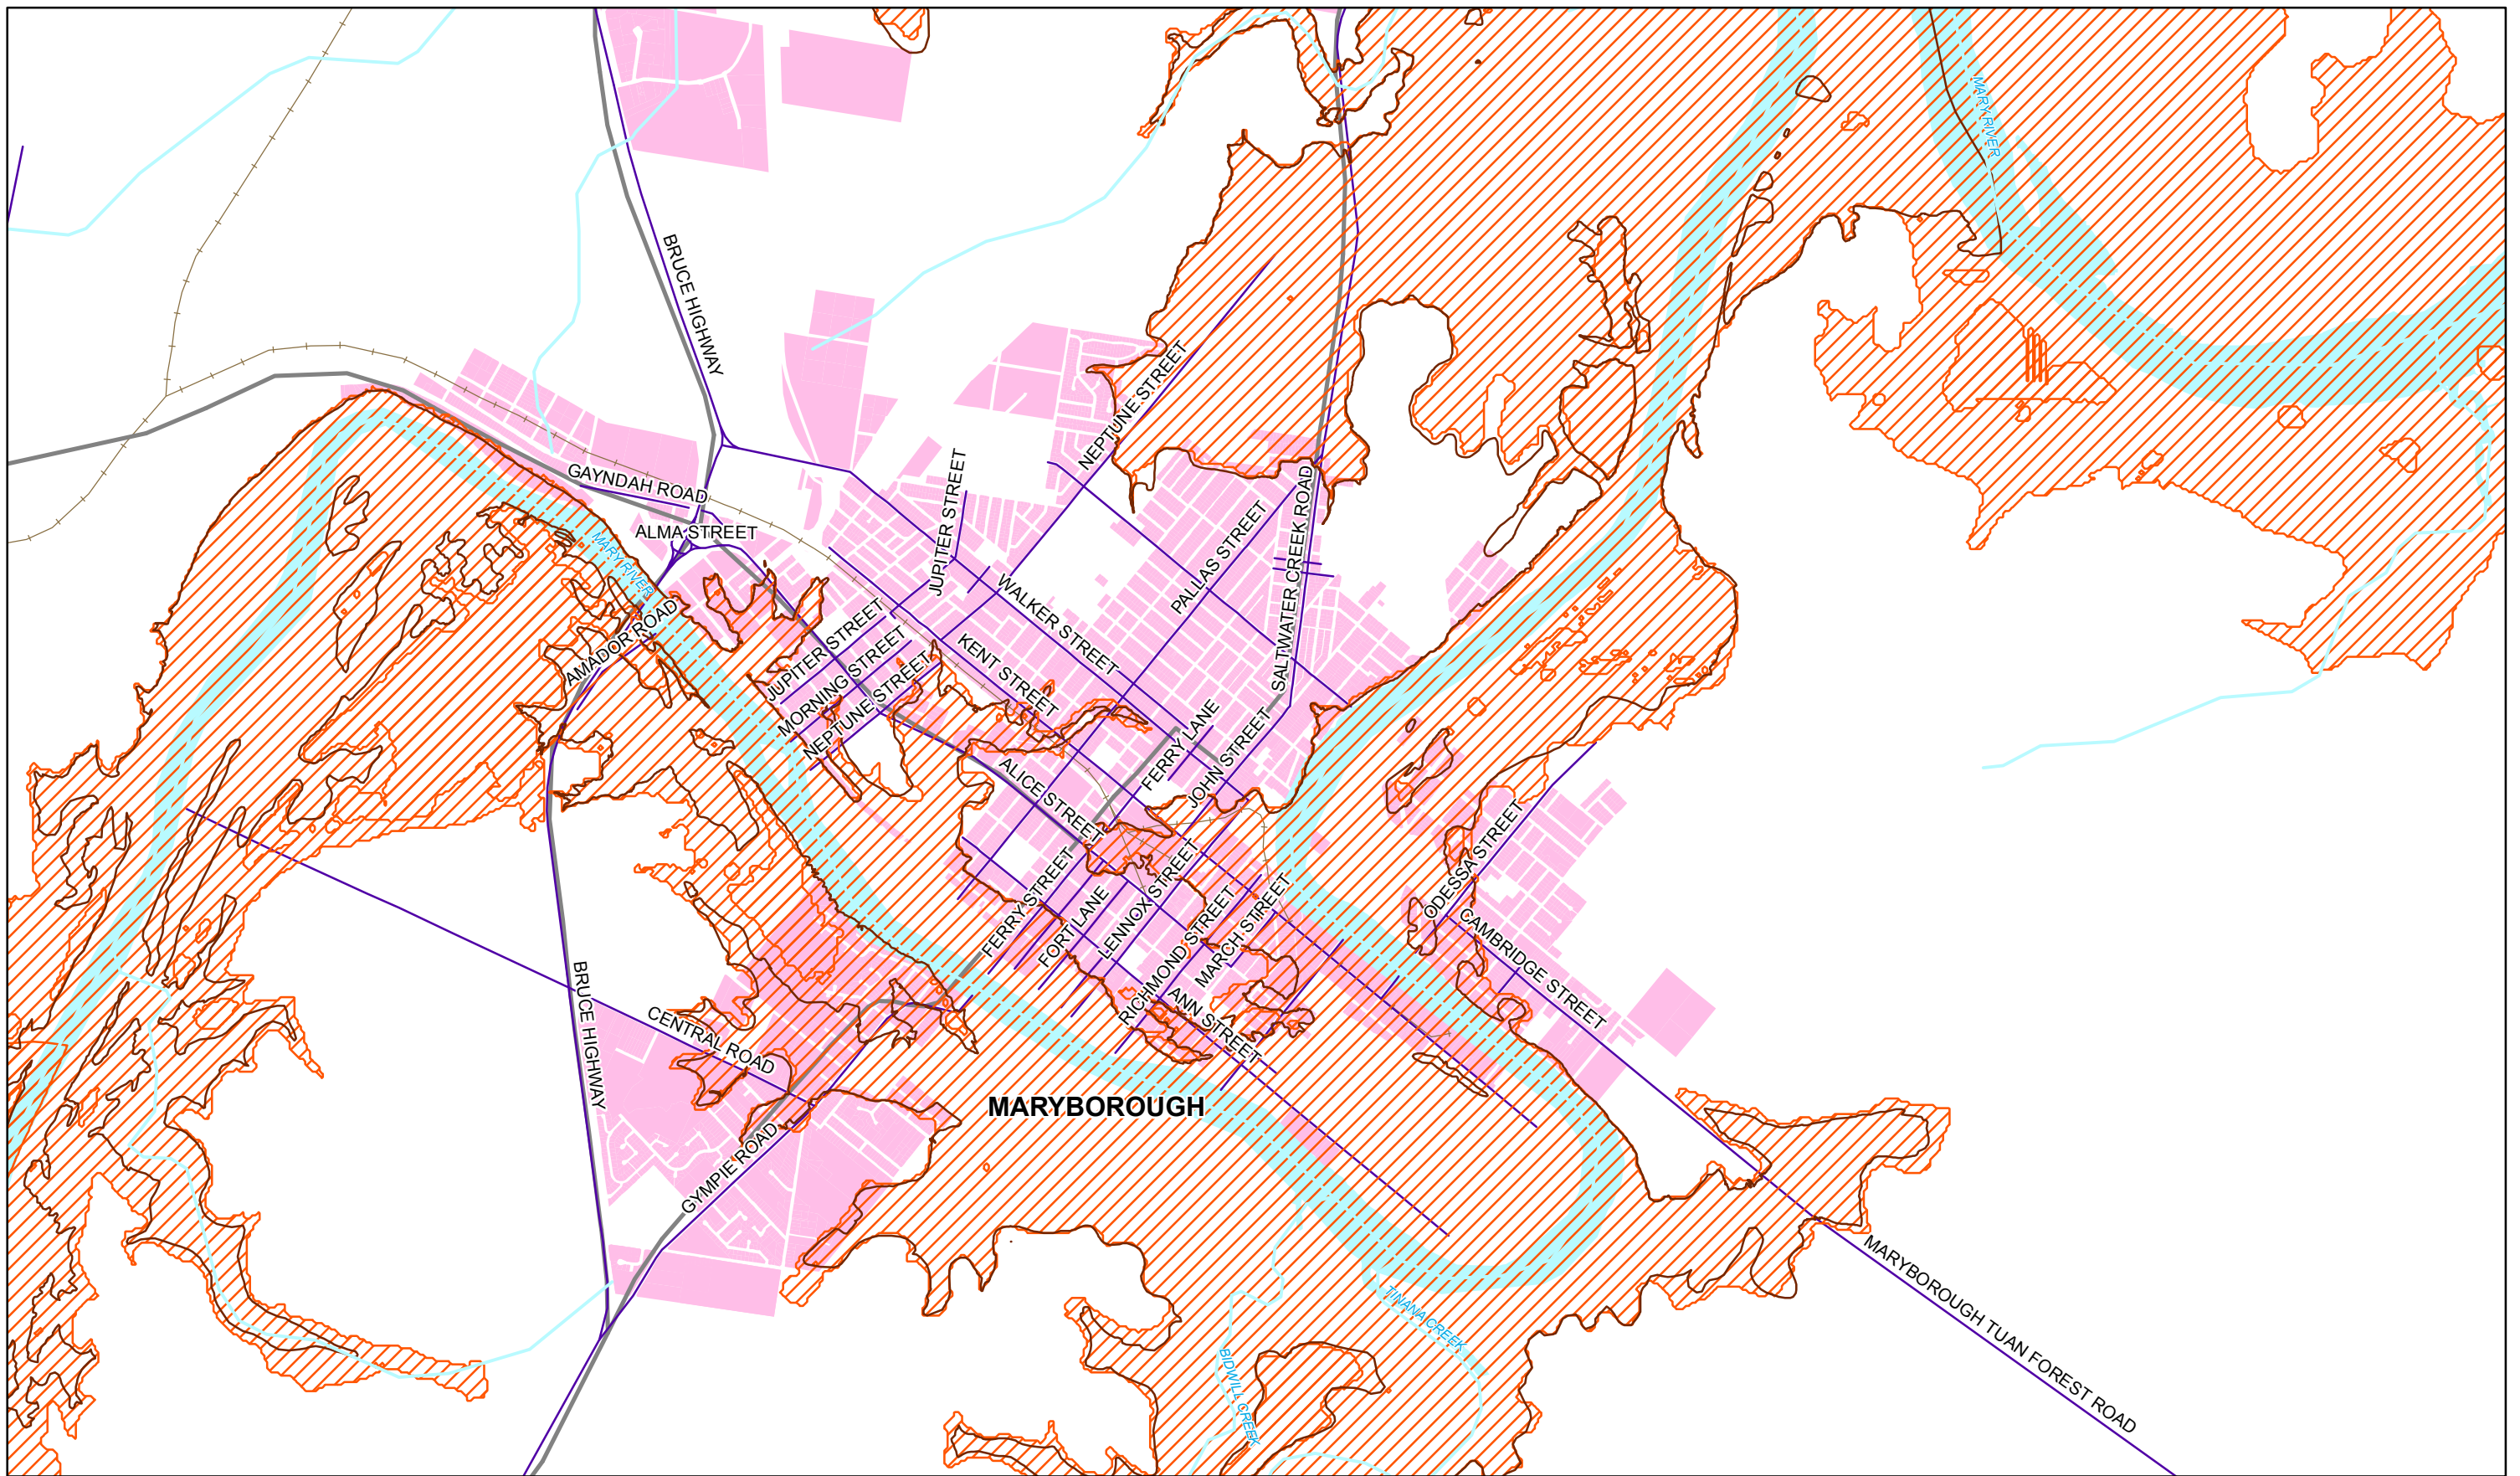 MARY RIVER
BRUCE HIGHWAY
NEPTUNE STREET
JUPITER STREET
GAYNDAH ROAD
SALTWATER CREEK ROAD
PALLAS STREET
ALMA STREET
MARY RIVER
WALKER STREET
AMADOR ROAD
JUPITER STREET
MORNING STREET
KENT STREET
NEPTUNE STREET
FERRY LANE
JOHN STREET
ALICE STREET
ODESSA STREET
FERRY STREET
FORT LANE
LENNOX STREET
RICHMOND STREET
MARCH STREET
CAMBRIDGE STREET
BRUCE HIGHWAY
CENTRAL ROAD
ANN STREET
MARYBOROUGH
GYMPIE ROAD
MARYBOROUGH TUAN FOREST ROAD
TINANA CREEK
BIDWILL CREEK